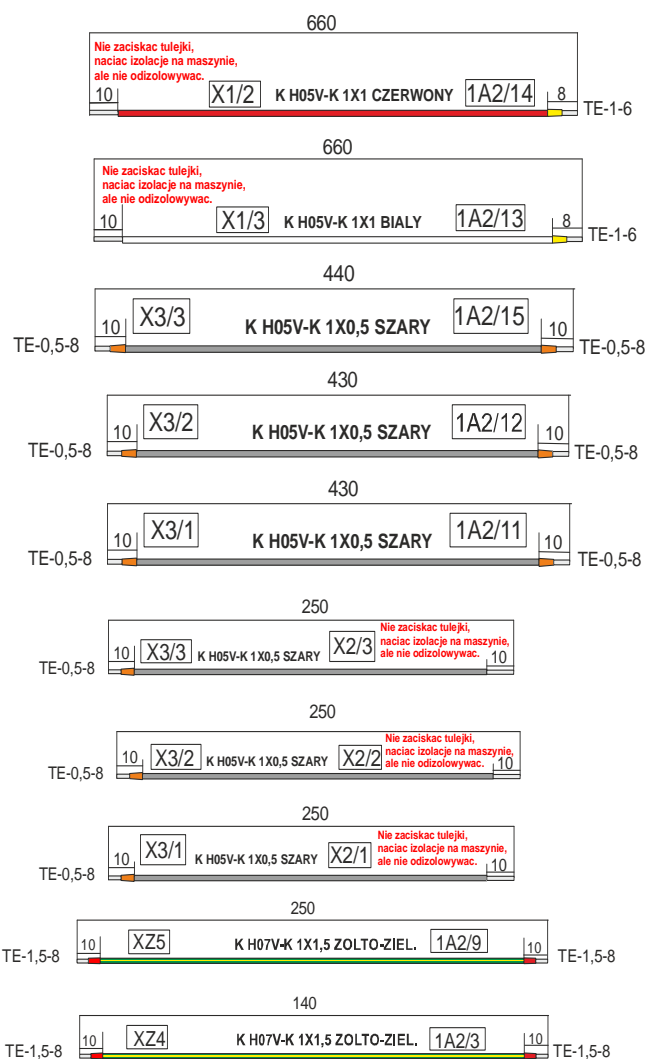 660
Nie zaciskac tulejki,
naciac izolacje na maszynie,
ale nie odizolowywac.
10 X1/2 K H05V-K 1X1 CZERWONY 1A2/14 8
TE-1-6
660
Nie zaciskac tulejki,
naciac izolacje na maszynie,
ale nie odizolowywac.
10 X1/3 K H05V-K 1X1 BIALY 1A2/13 8
TE-1-6
440
10 X3/3 K H05V-K 1X0,5 SZARY 1A2/15 10
TE-0,5-8 TE-0,5-8
430
10 X3/2 K H05V-K 1X0,5 SZARY 1A2/12 10
TE-0,5-8 TE-0,5-8
430
10 X3/1 K H05V-K 1X0,5 SZARY 1A2/11 10
TE-0,5-8 TE-0,5-8
250
Nie zaciskac tulejki,
naciac izolacje na maszynie,
ale nie odizolowywac.
10 X3/3 K H05V-K 1X0,5 SZARY X2/3 10
TE-0,5-8
250
Nie zaciskac tulejki,
naciac izolacje na maszynie,
ale nie odizolowywac.
10 X3/2 K H05V-K 1X0,5 SZARY X2/2 10
TE-0,5-8
250
Nie zaciskac tulejki,
naciac izolacje na maszynie,
ale nie odizolowywac.
10 X3/1 K H05V-K 1X0,5 SZARY X2/1 10
TE-0,5-8
250
10 XZ5 K H07V-K 1X1,5 ZOLTO-ZIEL. 1A2/9 10
TE-1,5-8 TE-1,5-8
140
10 XZ4 K H07V-K 1X1,5 ZOLTO-ZIEL. 1A2/3 10
TE-1,5-8 TE-1,5-8